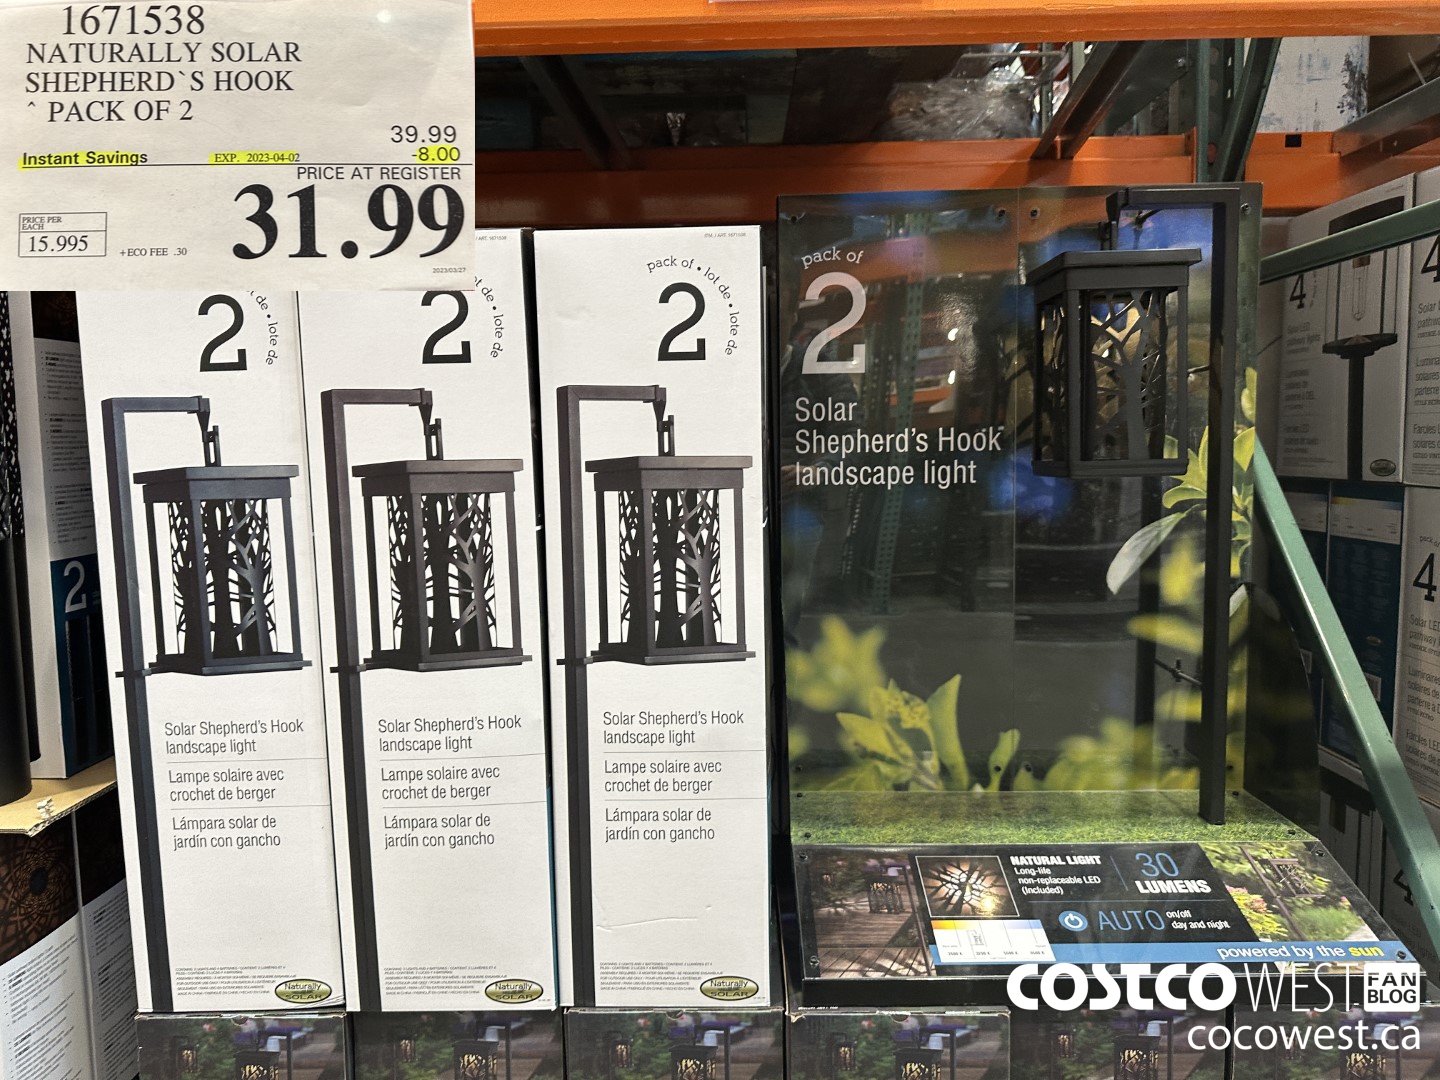 1671538
NATURALLY SOLAR
SHEPHERD`S HOOK
^ PACK OF 2
39.99
Instant Savings EXP. 2023-04-02 -8.00
PRICE AT REGISTER
31.99
PRICE PER
EACH
15.995
+ECO FEE .30
2023/03/27
lot de • lote de
2
Solar Shepherd's Hook
landscape light
Lampe solaire avec
crochet de berger
Lámpara solar de
jardín con gancho
Naturally
SOLAR
lot de • lote de
2
Solar Shepherd's Hook
landscape light
Lampe solaire avec
crochet de berger
Lámpara solar de
jardín con gancho
Naturally
SOLAR
ITM. / ART. 1671538
pack of • lot de • lote de
2
Solar Shepherd's Hook
landscape light
Lampe solaire avec
crochet de berger
Lámpara solar de
jardín con gancho
Naturally
SOLAR
pack of
2
Solar
Shepherd's Hook
landscape light
NATURAL LIGHT
Long-life
non-replaceable LED
(Included)
30
LUMENS
AUTO on/off
day and night
powered by the sun
2
4
4
4
COSTCO WEST FAN BLOG
cocowest.ca